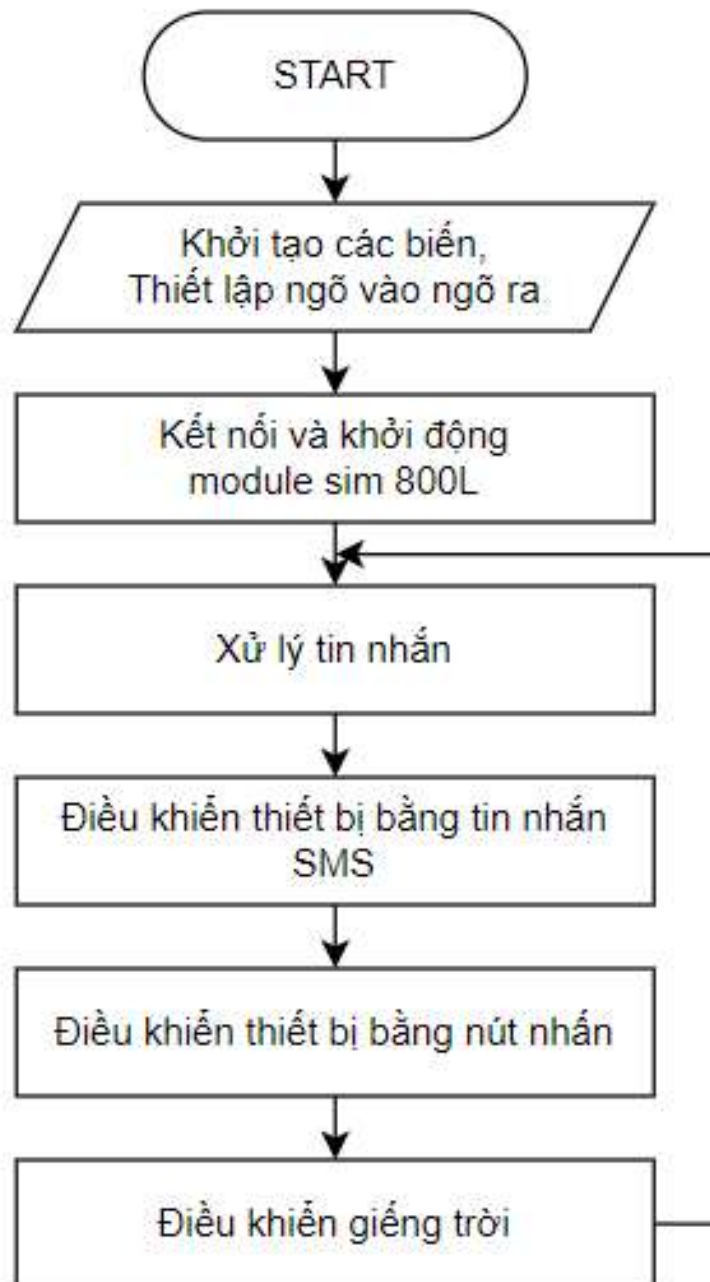 START
Khởi tạo các biến,
Thiết lập ngõ vào ngõ ra
Kết nối và khởi động
module sim 800L
Xử lý tin nhắn
Điều khiển thiết bị bằng tin nhắn
SMS
Điều khiển thiết bị bằng nút nhấn
Điều khiển giếng trời